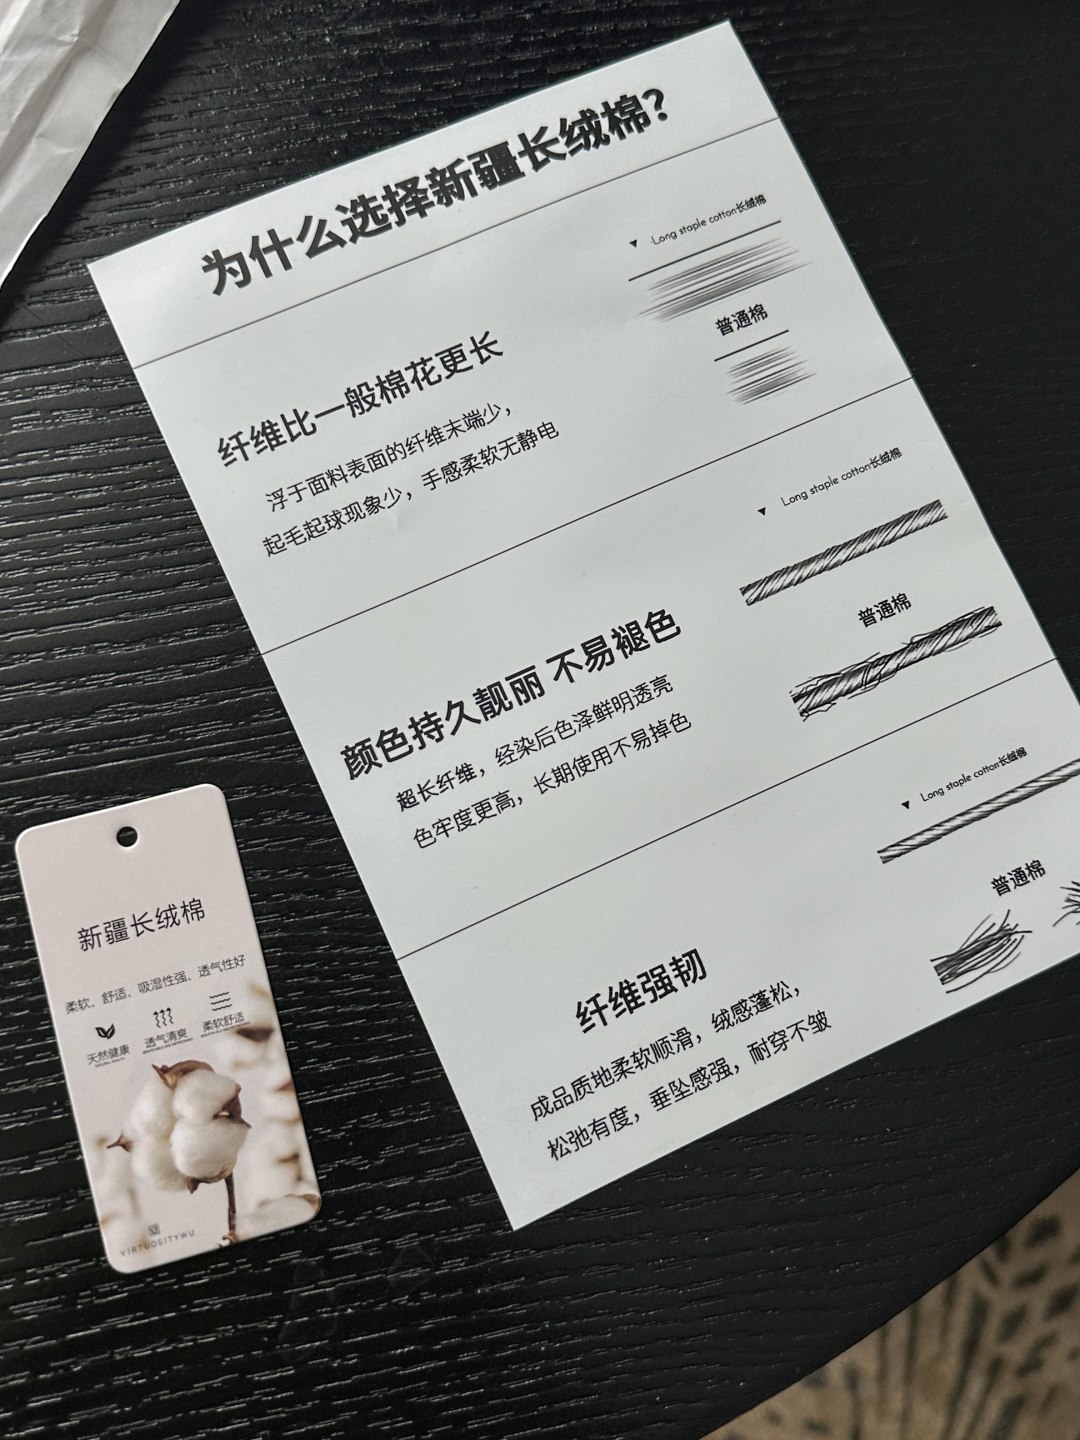 为什么选择新疆长绒棉？
Long staple cotton长绒棉
普通棉
纤维比一般棉花更长
浮于面料表面的纤维末端少，
起毛起球现象少，手感柔软无静电
Long staple cotton长绒棉
普通棉
颜色持久靓丽 不易褪色
超长纤维，经染后色泽鲜明透亮
色牢度更高，长期使用不易掉色
Long staple cotton长绒棉
普通棉
纤维强韧
成品质地柔软顺滑，绒感蓬松，
松弛有度，垂坠感强，耐穿不皱
新疆长绒棉
柔软、舒适、吸湿性强、透气性好
天然健康
透气清爽
柔软舒适
VIRTUOSITYWU